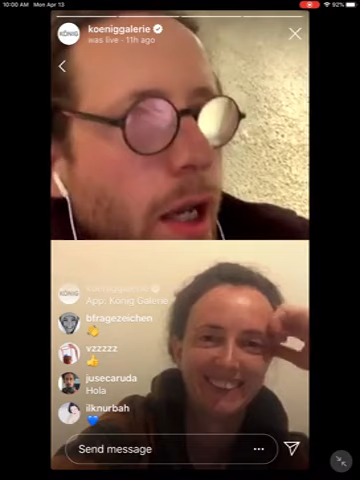 10:00 AM Mon Apr 13
92%
KÖNIG
koeniggalerie
was live · 11h ago
KÖNIG
koeniggalerie
App: König Galerie
bfragezeichen
vzzzzz
jusecaruda
Hola
ilknurbah
Send message